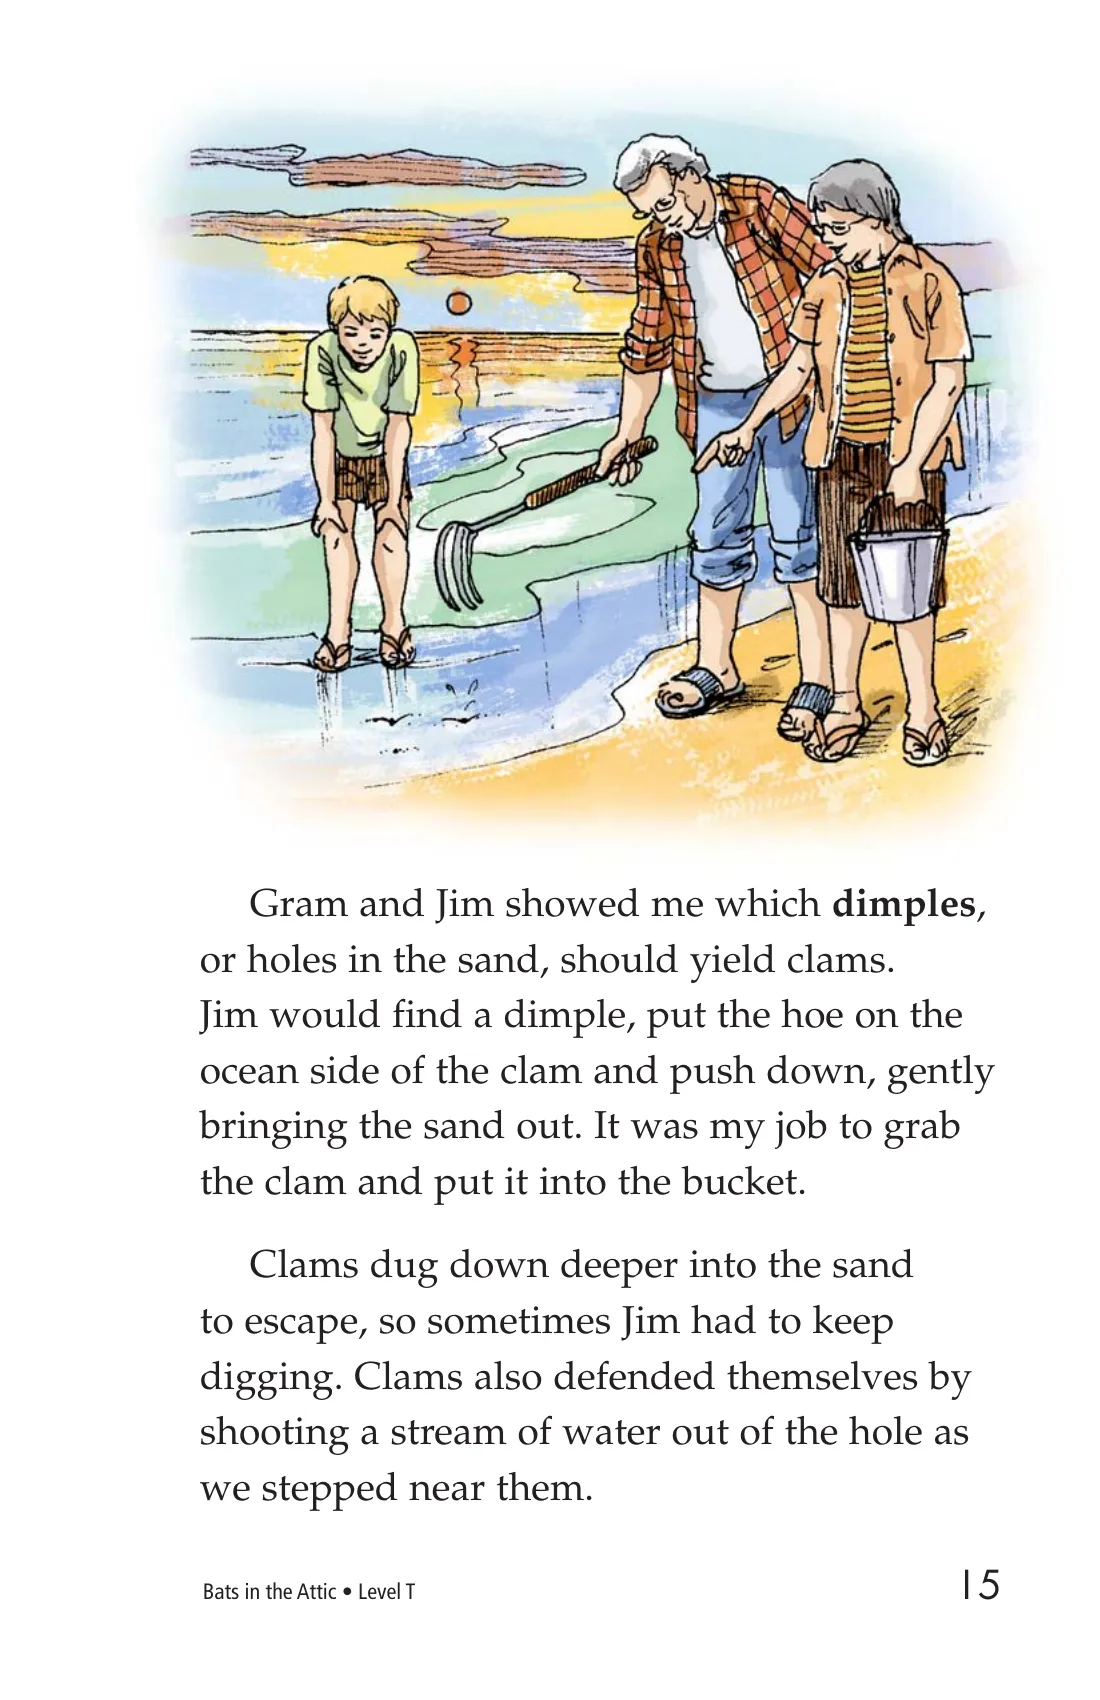 Gram and Jim showed me which dimples,
or holes in the sand, should yield clams.
Jim would find a dimple, put the hoe on the
ocean side of the clam and push down, gently
bringing the sand out. It was my job to grab
the clam and put it into the bucket.
Clams dug down deeper into the sand
to escape, so sometimes Jim had to keep
digging. Clams also defended themselves by
shooting a stream of water out of the hole as
we stepped near them.
Bats in the Attic • Level T 15